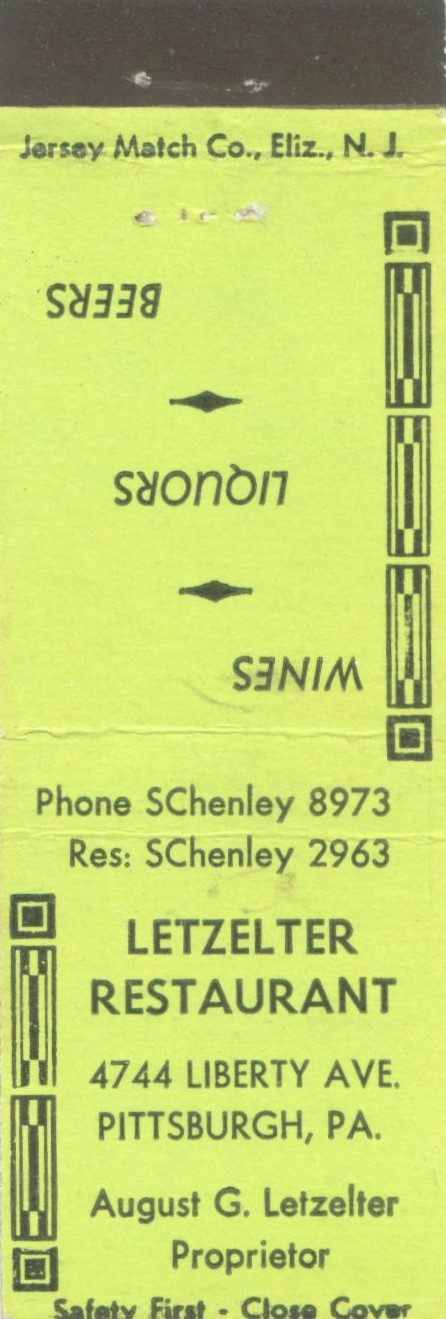 Jersey Match Co., Eliz., N. J.
WINES
LIQUORS
BEERS
Phone SChenley 8973
Res: SChenley 2963
LETZELTER
RESTAURANT
4744 LIBERTY AVE.
PITTSBURGH, PA.
August G. Letzelter
Proprietor
Safety First - Close Cover